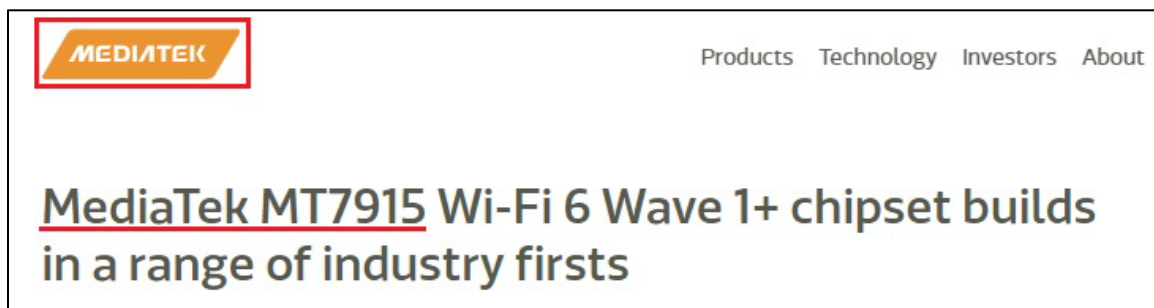 MEDIATEK
Products Technology Investors About
MediaTek MT7915 Wi-Fi 6 Wave 1+ chipset builds
in a range of industry firsts